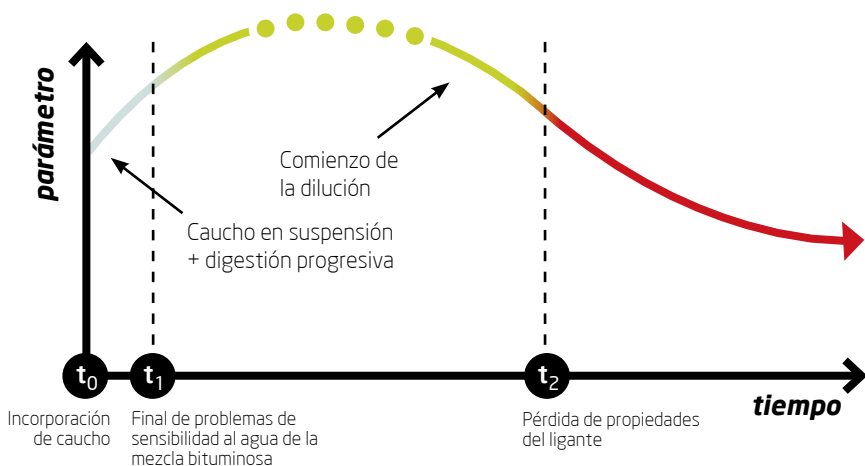 parámetro
Comienzo de
la dilución
Caucho en suspensión
+ digestión progresiva
t0
t1
t2
tiempo
Incorporación
de caucho
Final de problemas de
sensibilidad al agua de la
mezcla bituminosa
Pérdida de propiedades
del ligante